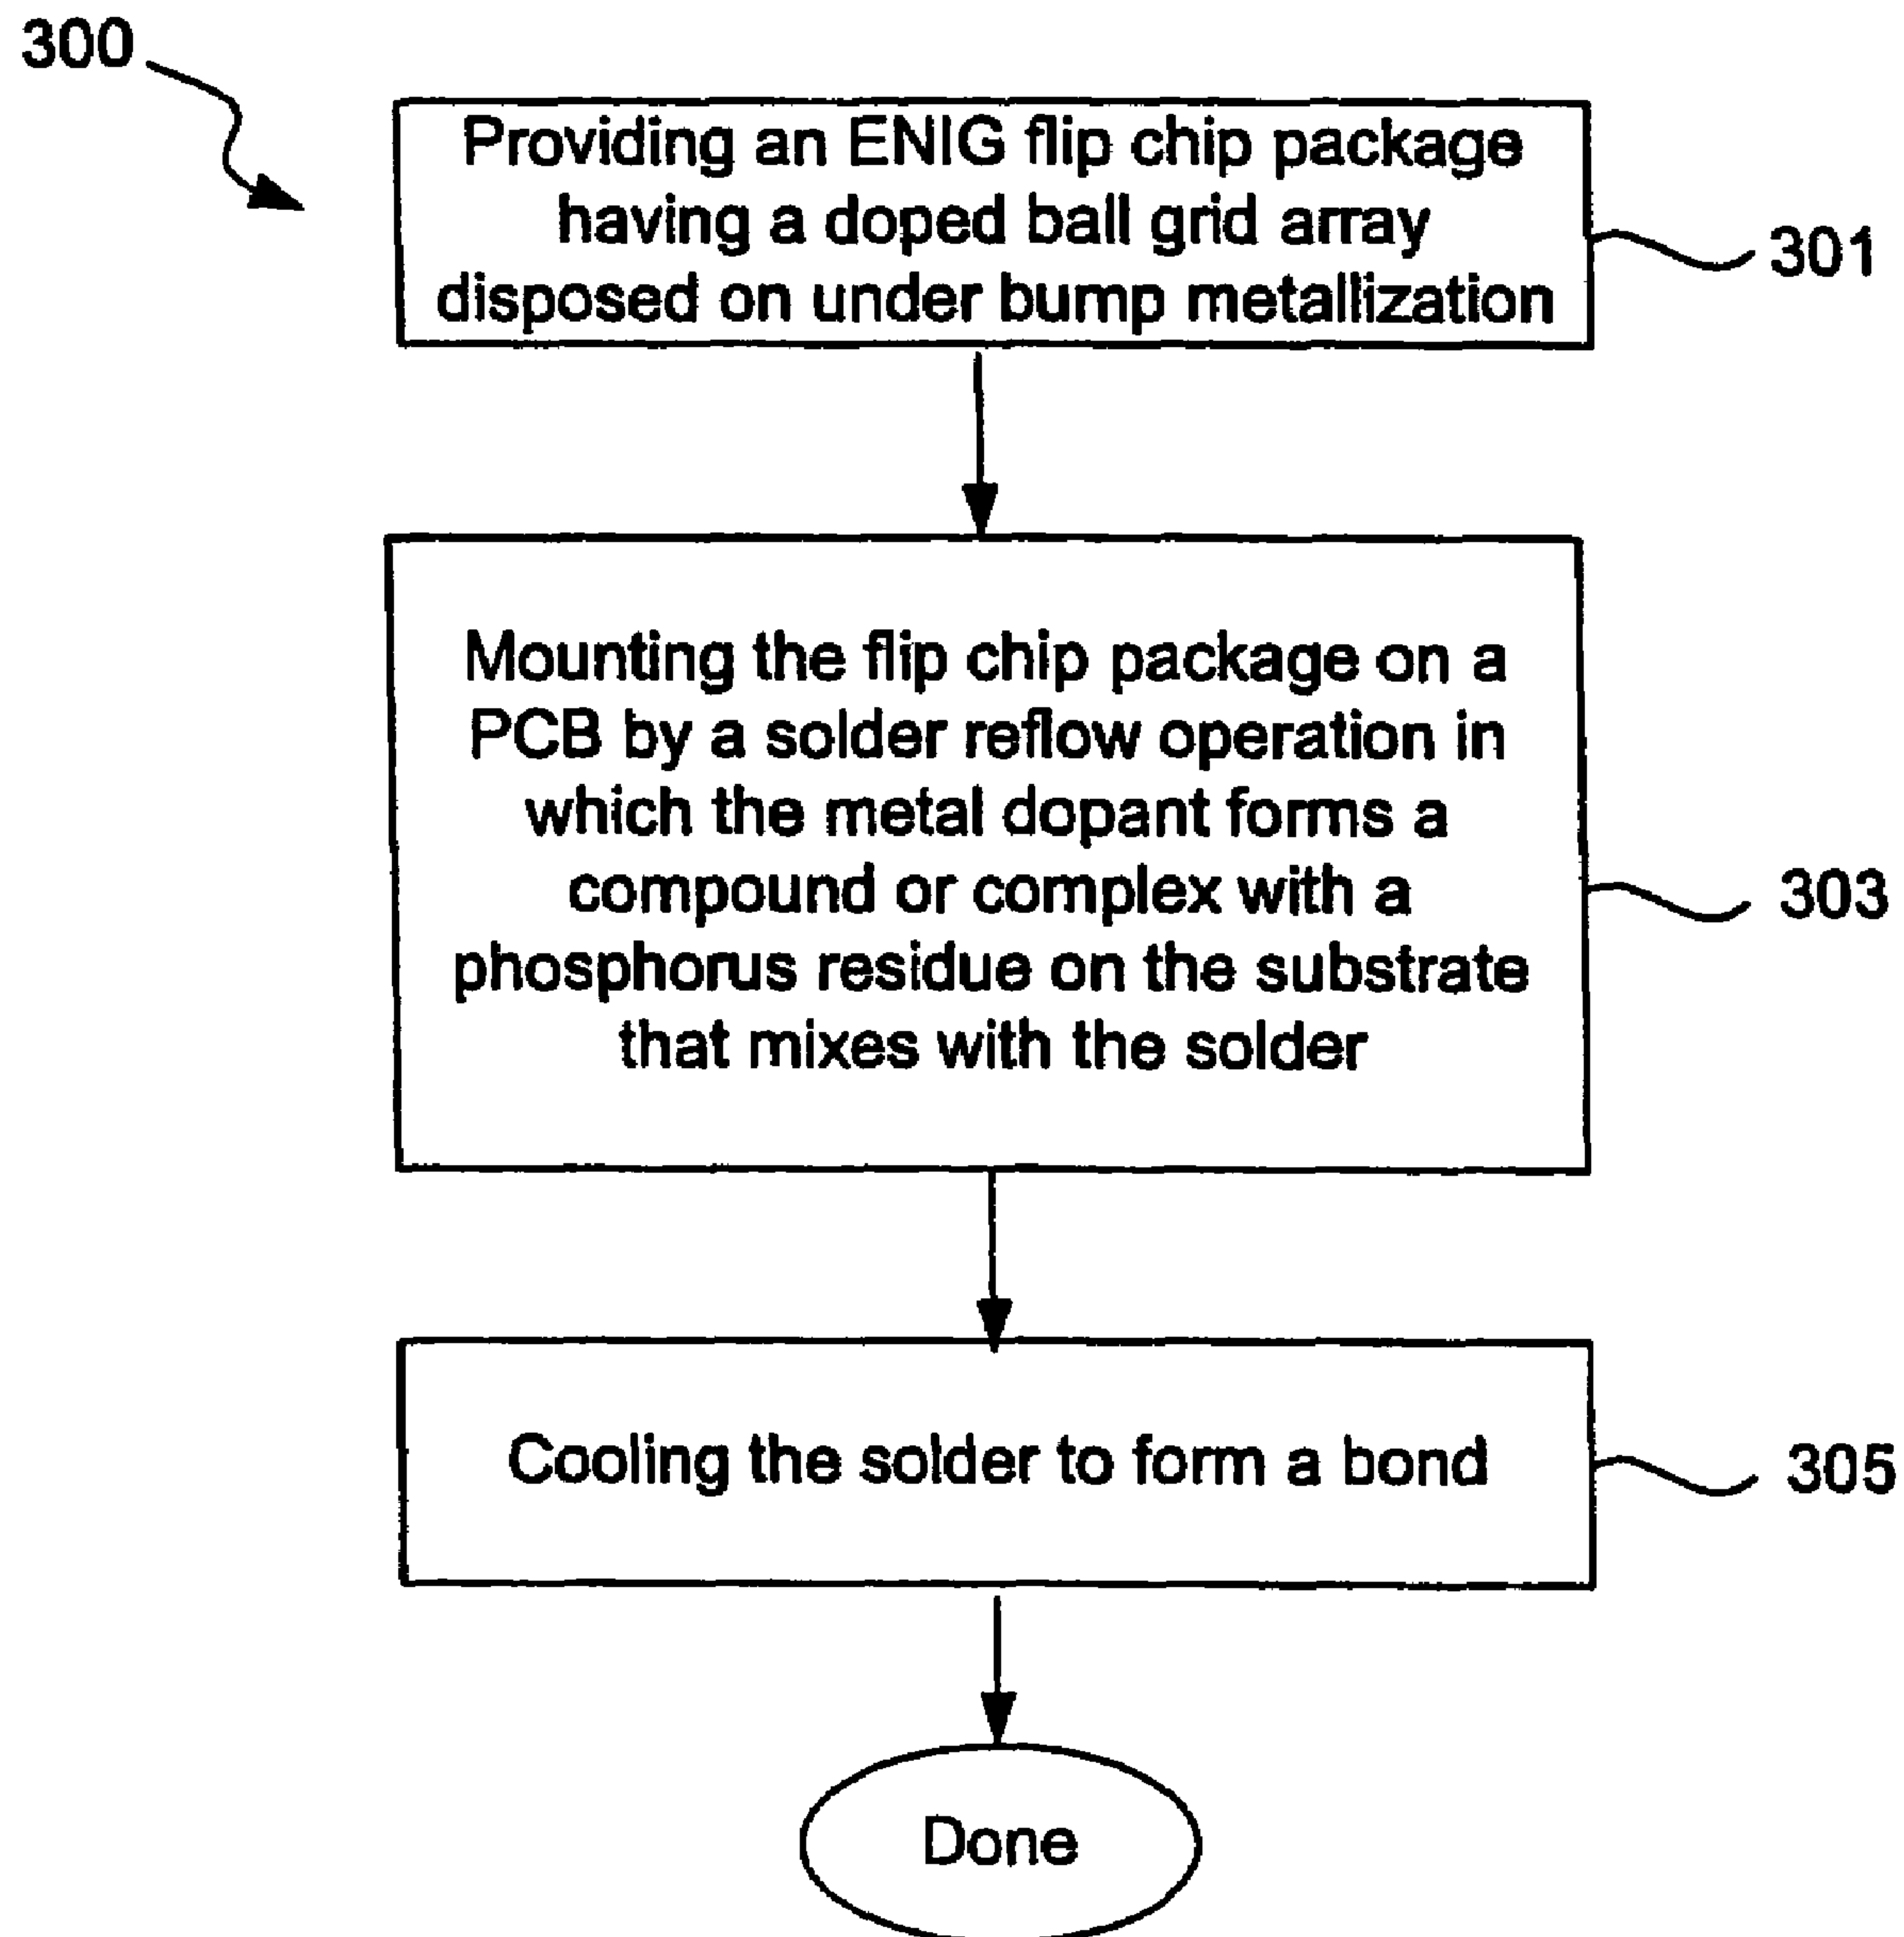 300
Providing an ENIG flip chip package
having a doped ball grid array
disposed on under bump metallization
301
Mounting the flip chip package on a
PCB by a solder reflow operation in
which the metal dopant forms a
compound or complex with a
phosphorus residue on the substrate
that mixes with the solder
303
Cooling the solder to form a bond
305
Done